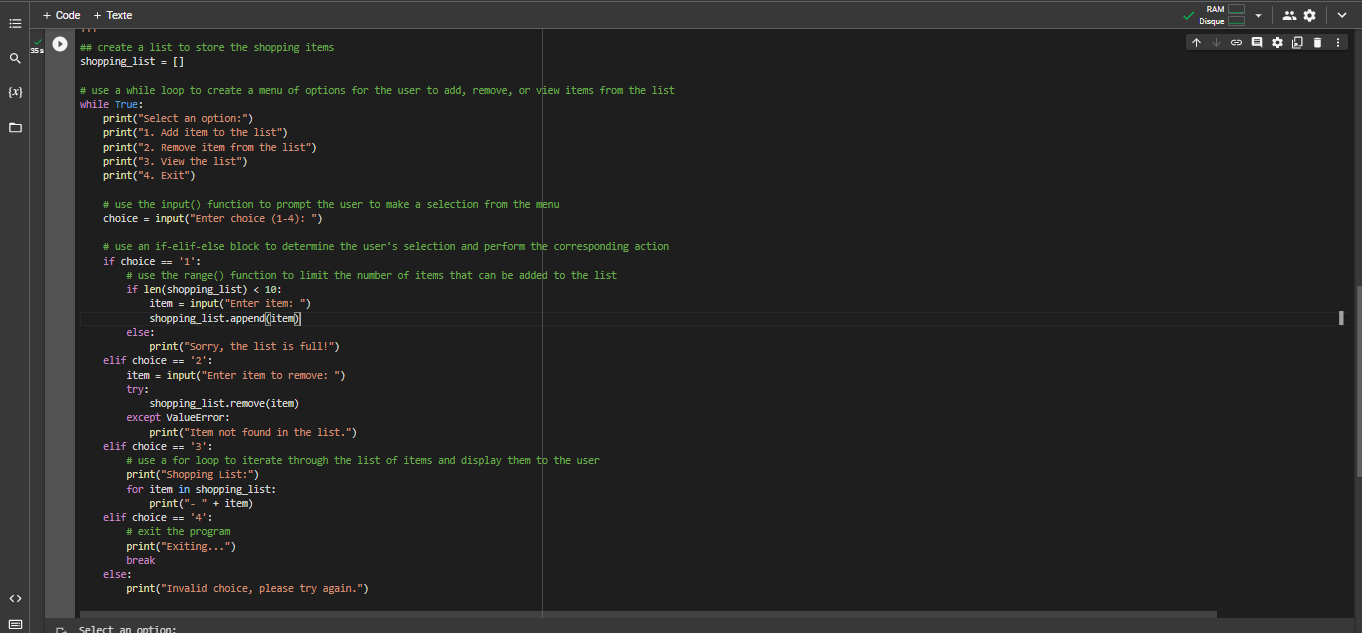 + Code + Texte
RAM
Disque
35 s
{x}
## create a list to store the shopping items
shopping_list = []
# use a while loop to create a menu of options for the user to add, remove, or view items from the list
while True:
print("Select an option:")
print("1. Add item to the list")
print("2. Remove item from the list")
print("3. View the list")
print("4. Exit")
# use the input() function to prompt the user to make a selection from the menu
choice = input("Enter choice (1-4): ")
# use an if-elif-else block to determine the user's selection and perform the corresponding action
if choice == '1':
# use the range() function to limit the number of items that can be added to the list
if len(shopping_list) < 10:
item = input("Enter item: ")
shopping_list.append(item)
else:
print("Sorry, the list is full!")
elif choice == '2':
item = input("Enter item to remove: ")
try:
shopping_list.remove(item)
except ValueError:
print("Item not found in the list.")
elif choice == '3':
# use a for loop to iterate through the list of items and display them to the user
print("Shopping List:")
for item in shopping_list:
print("- " + item)
elif choice == '4':
# exit the program
print("Exiting...")
break
else:
print("Invalid choice, please try again.")
Select an option: